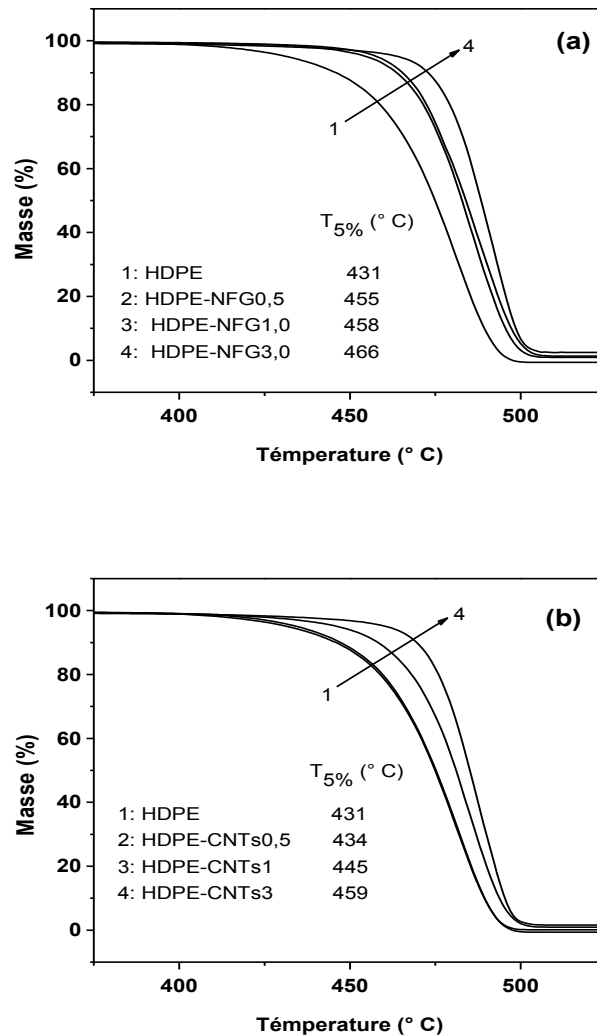 (a)
100
80
60
40
20
0
Masse (%)
4
1
T5% (° C)
1: HDPE 431
2: HDPE-NFG0,5 455
3: HDPE-NFG1,0 458
4: HDPE-NFG3,0 466
400 450 500
Témperature (° C)
(b)
100
80
60
40
20
0
Masse (%)
4
1
T5% (° C)
1: HDPE 431
2: HDPE-CNTs0,5 434
3: HDPE-CNTs1 445
4: HDPE-CNTs3 459
400 450 500
Témperature (° C)